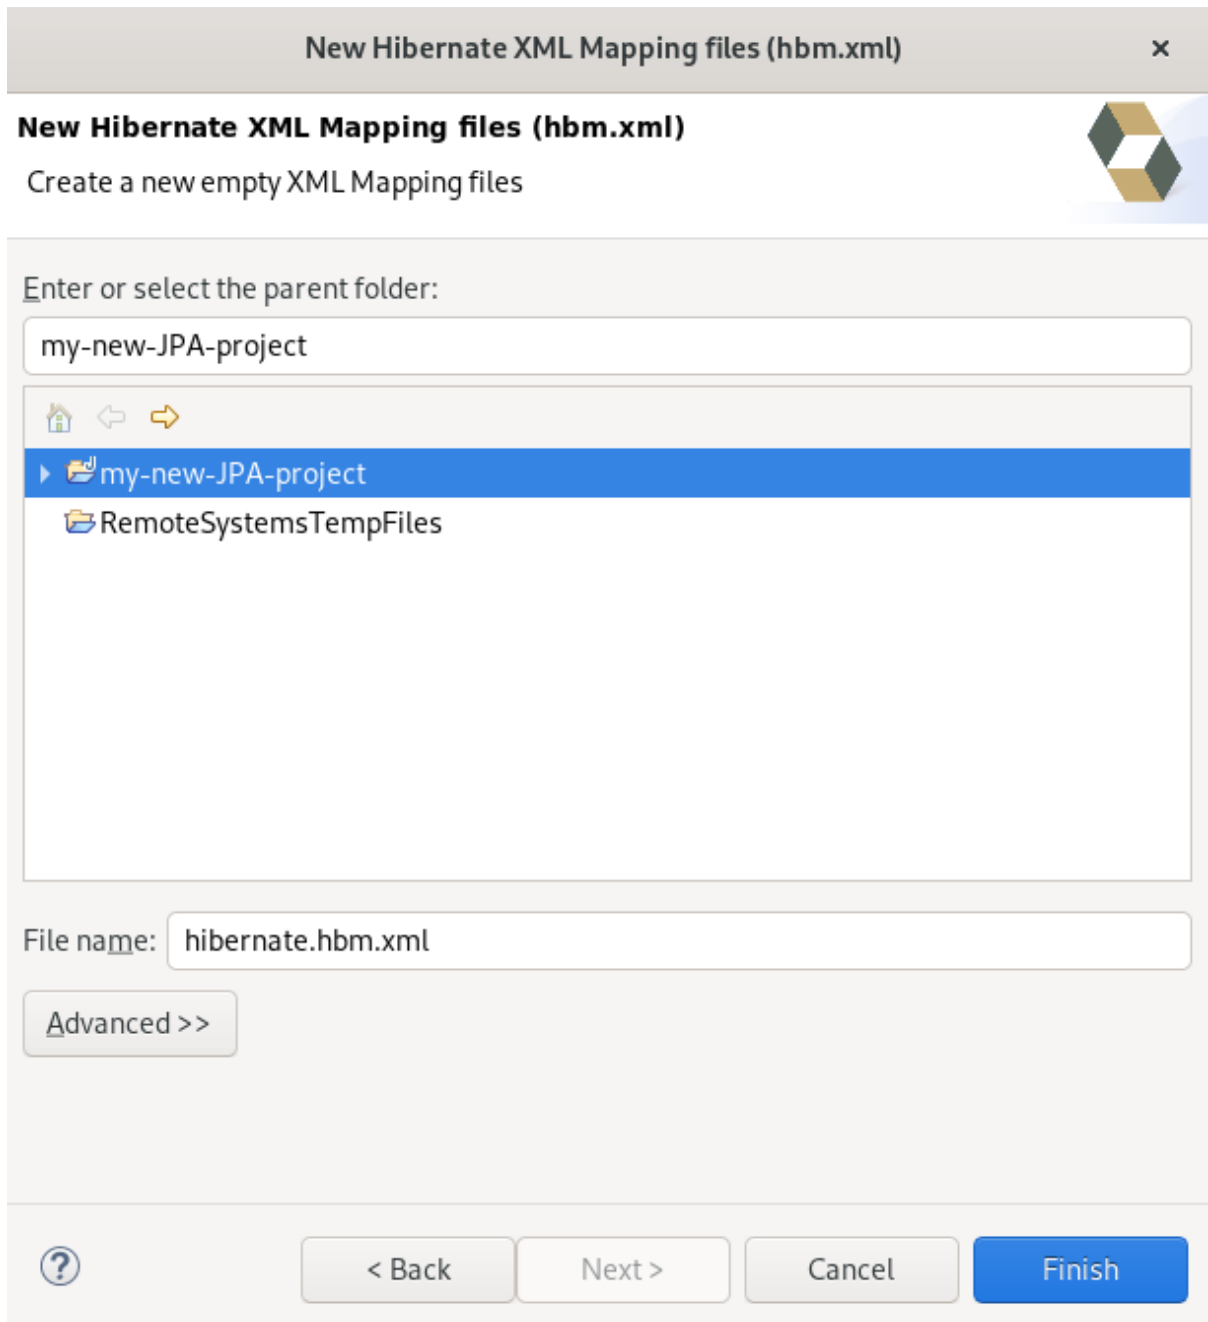 New Hibernate XML Mapping files (hbm.xml) ×
New Hibernate XML Mapping files (hbm.xml)
Create a new empty XML Mapping files
Enter or select the parent folder:
my-new-JPA-project
my-new-JPA-project
RemoteSystemsTempFiles
File name: hibernate.hbm.xml
Advanced >>
? < Back Next > Cancel Finish